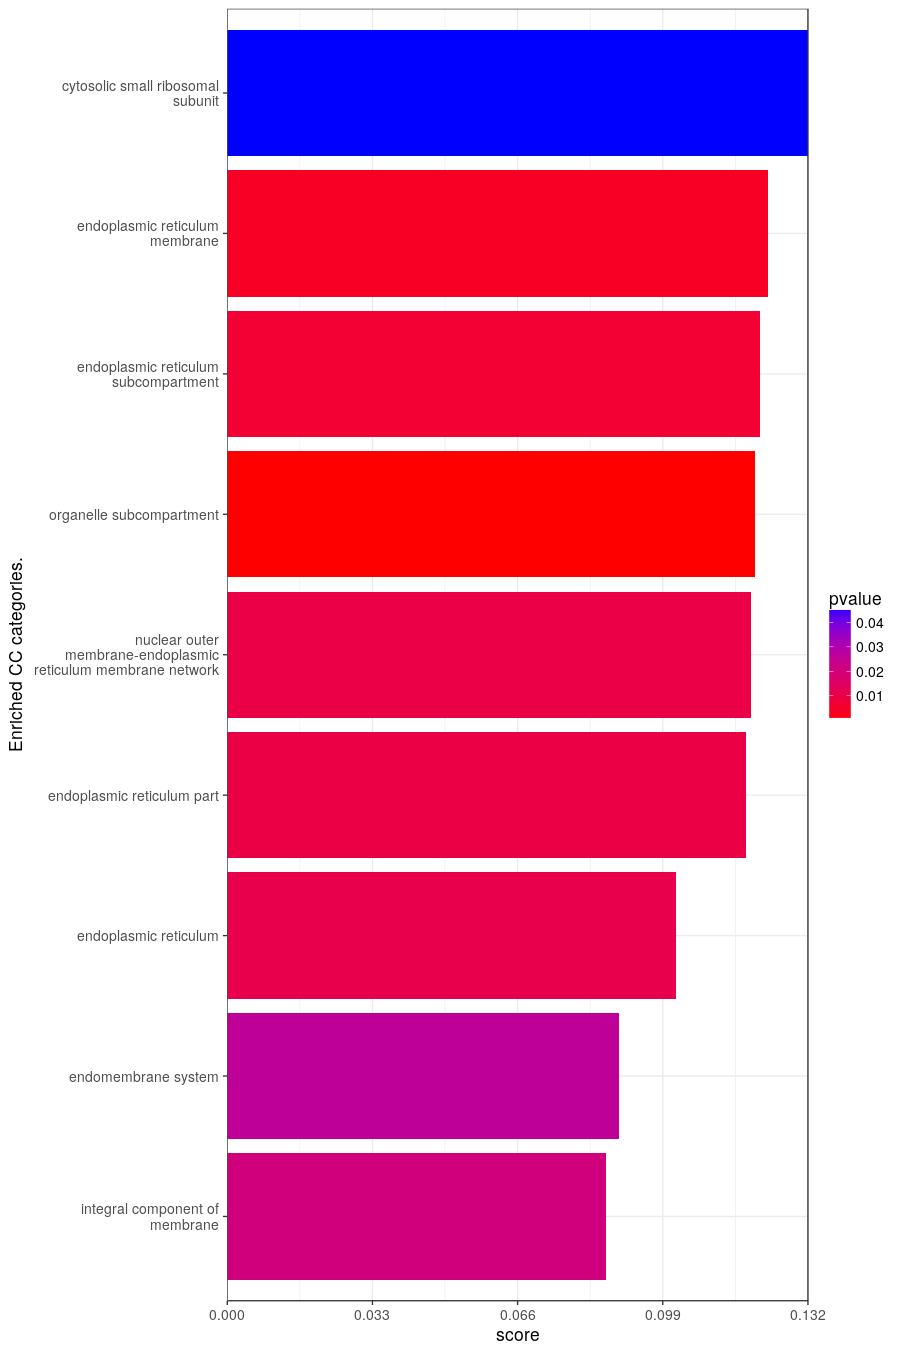 cytosolic small ribosomal
subunit
endoplasmic reticulum
membrane
endoplasmic reticulum
subcompartment
organelle subcompartment
nuclear outer
membrane-endoplasmic
reticulum membrane network
endoplasmic reticulum part
endoplasmic reticulum
endomembrane system
integral component of
membrane
Enriched CC categories.
0.000 0.033 0.066 0.099 0.132
score
pvalue
0.04
0.03
0.02
0.01